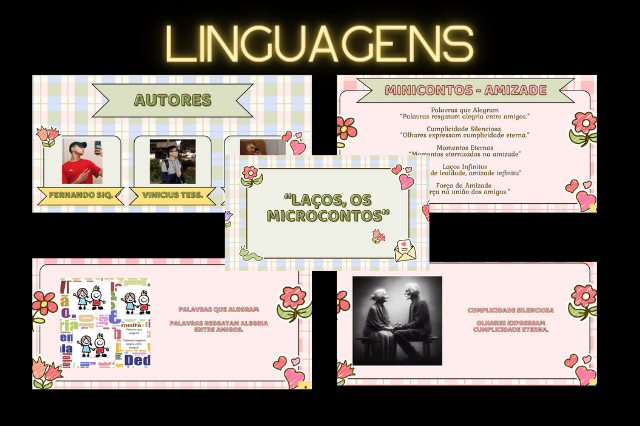 LINGUAGENS
AUTORES
FERNANDO SIQ.
VINICIUS TESS.
MINICONTOS - AMIZADE
Palavras que Alegram
"Palavras resgatam alegria entre amigos."
Cumplicidade Silenciosa
"Olhares expressam cumplicidade eterna."
Momentos Eternos
"Momentos eternizados na amizade"
Laços Infinitos
de lealdade, amizade infinita"
Força da Amizade
na união dos amigos."
"LAÇOS, OS
MICROCONTOS"
PALAVRAS QUE ALEGRAM
PALAVRAS RESGATAM ALEGRIA
ENTRE AMIGOS.
CUMPLICIDADE SILENCIOSA
OLHARES EXPRESSAM
CUMPLICIDADE ETERNA.